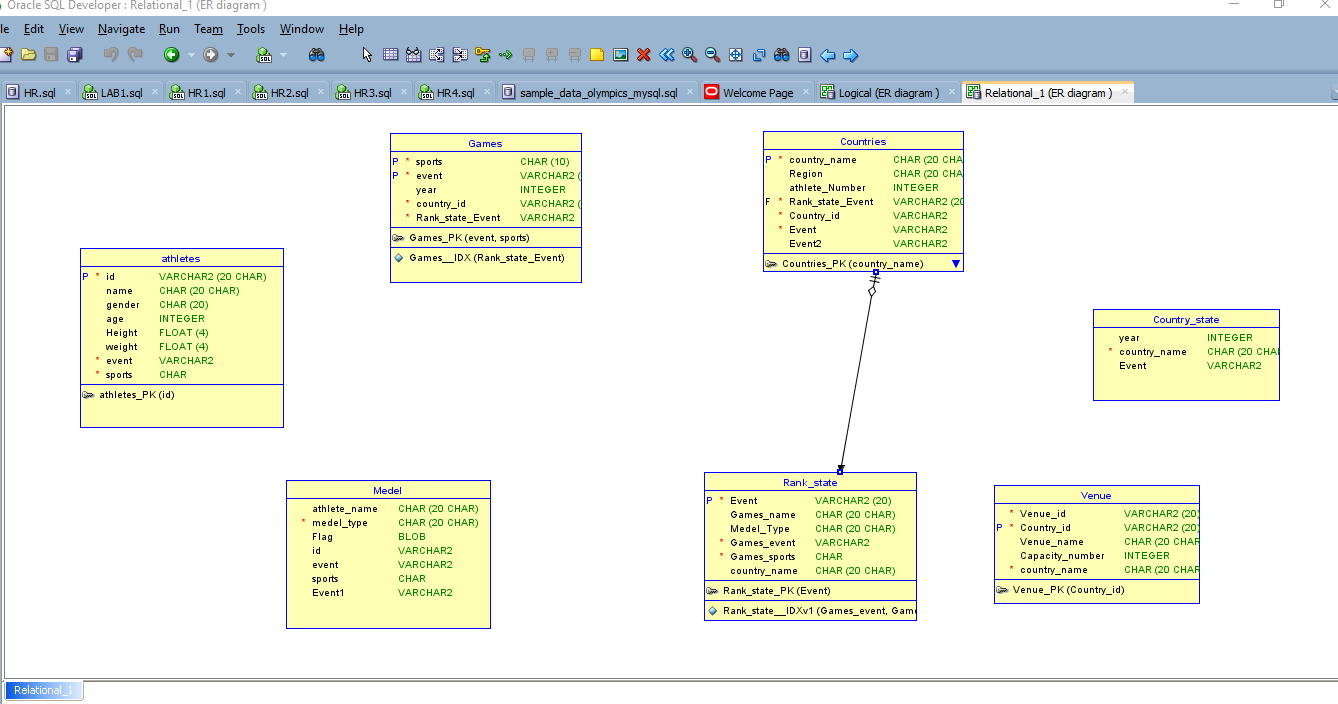 Oracle SQL Developer : Relational_1 (ER diagram )
le Edit View Navigate Run Team Tools Window Help
HR.sql LAB1.sql HR1.sql HR2.sql HR3.sql HR4.sql sample_data_olympics_mysql.sql Welcome Page Logical (ER diagram ) Relational_1 (ER diagram )
Games
P * sports CHAR (10)
P * event VARCHAR2 (
year INTEGER
* country_id VARCHAR2 (
* Rank_state_Event VARCHAR2
Games_PK (event, sports)
Games__IDX (Rank_state_Event)
Countries
P * country_name CHAR (20 CHA
Region CHAR (20 CHA
athlete_Number INTEGER
F * Rank_state_Event VARCHAR2 (20
* Country_id VARCHAR2
* Event VARCHAR2
Event2 VARCHAR2
Countries_PK (country_name)
athletes
P * id VARCHAR2 (20 CHAR)
name CHAR (20 CHAR)
gender CHAR (20)
age INTEGER
Height FLOAT (4)
weight FLOAT (4)
* event VARCHAR2
* sports CHAR
athletes_PK (id)
Country_state
year INTEGER
* country_name CHAR (20 CHAI
Event VARCHAR2
Medel
athlete_name CHAR (20 CHAR)
* medel_type CHAR (20 CHAR)
Flag BLOB
id VARCHAR2
event VARCHAR2
sports CHAR
Event1 VARCHAR2
Rank_state
P * Event VARCHAR2 (20)
Games_name CHAR (20 CHAR)
Medel_Type CHAR (20 CHAR)
* Games_event VARCHAR2
* Games_sports CHAR
country_name CHAR (20 CHAR)
Rank_state_PK (Event)
Rank_state__IDXv1 (Games_event, Game
Venue
* Venue_id VARCHAR2 (20)
P * Country_id VARCHAR2 (20)
Venue_name CHAR (20 CHAR
Capacity_number INTEGER
* country_name CHAR (20 CHAR
Venue_PK (Country_id)
Relational_1